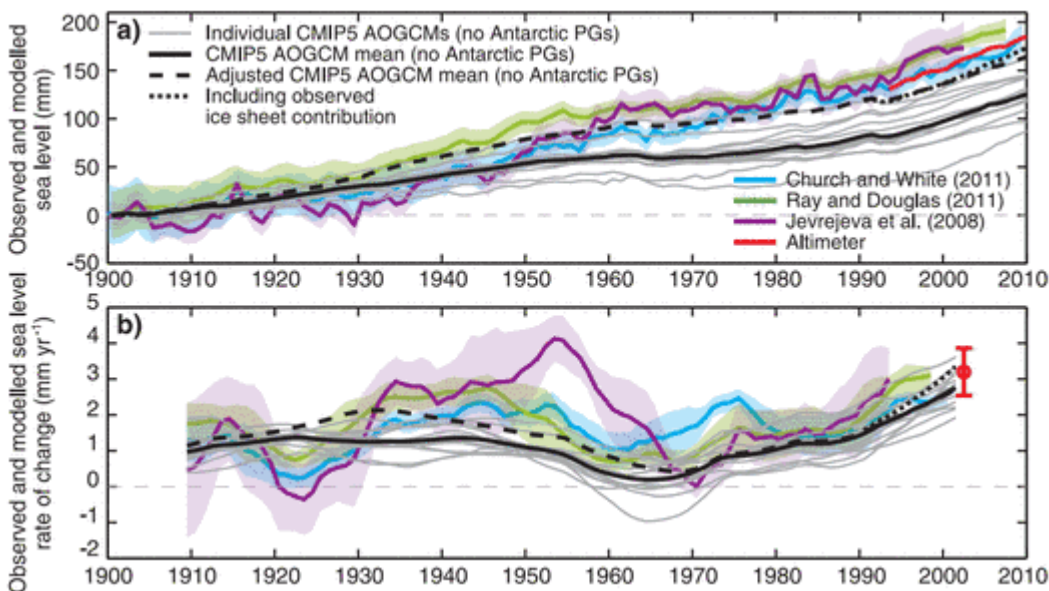 a)
Individual CMIP5 AOGCMs (no Antarctic PGs)
CMIP5 AOGCM mean (no Antarctic PGs)
Adjusted CMIP5 AOGCM mean (no Antarctic PGs)
Including observed
ice sheet contribution
Observed and modelled
sea level (mm)
200
150
100
50
0
-50
Church and White (2011)
Ray and Douglas (2011)
Jevrejeva et al. (2008)
Altimeter
1900 1910 1920 1930 1940 1950 1960 1970 1980 1990 2000 2010
b)
Observed and modelled sea level
rate of change (mm yr-1)
5
4
3
2
1
0
-1
-2
1900 1910 1920 1930 1940 1950 1960 1970 1980 1990 2000 2010